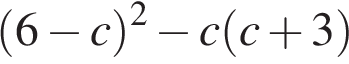 (6 − c)² − c(c + 3)